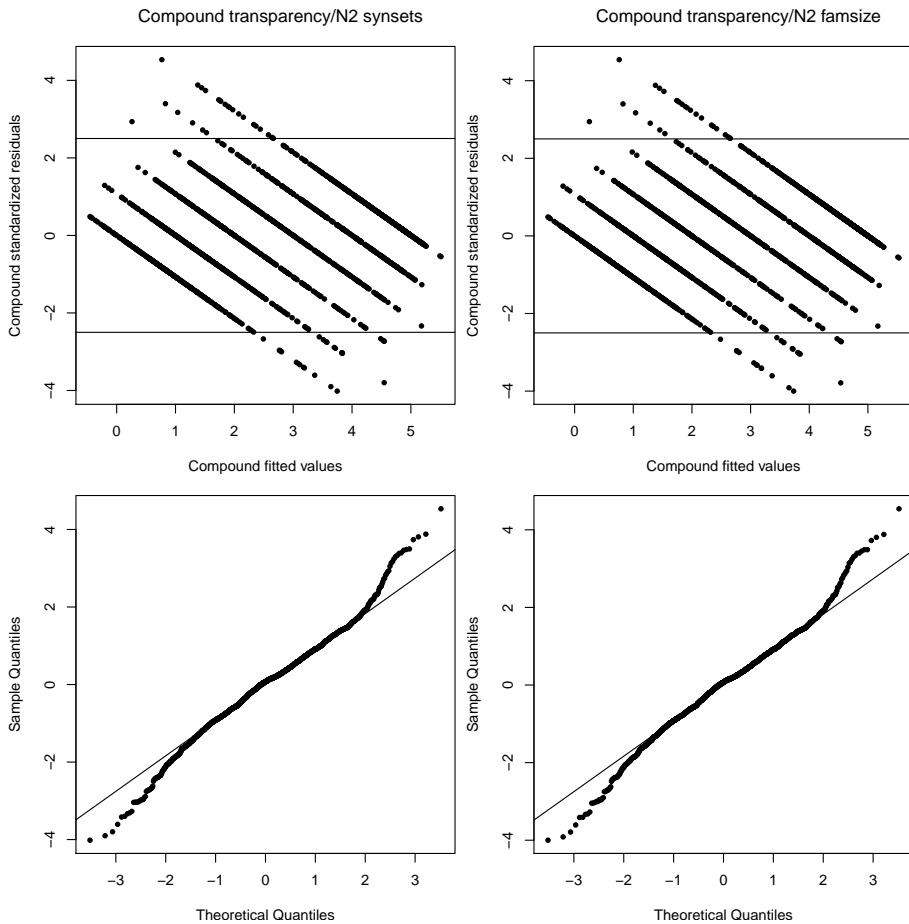 Compound transparency/N2 synsets
Compound standardized residuals
4
2
0
−2
−4
0 1 2 3 4 5
Compound fitted values
Compound transparency/N2 famsize
Compound standardized residuals
4
2
0
−2
−4
0 1 2 3 4 5
Compound fitted values
Sample Quantiles
4
2
0
−2
−4
−3 −2 −1 0 1 2 3
Theoretical Quantiles
Sample Quantiles
4
2
0
−2
−4
−3 −2 −1 0 1 2 3
Theoretical Quantiles